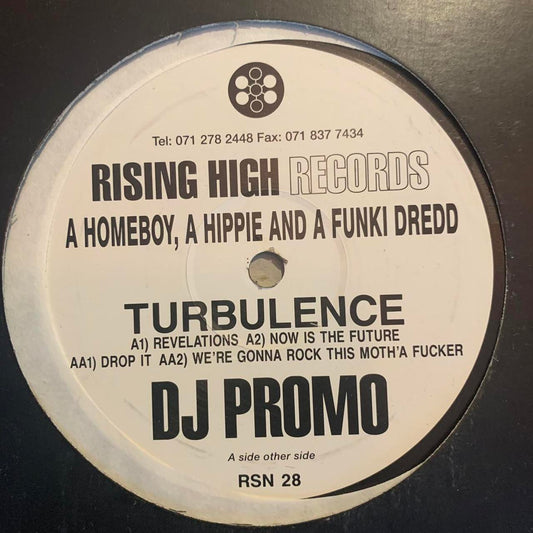 Tel: 071 278 2448 Fax: 071 837 7434
RISING HIGH RECORDS
A HOMEBOY, A HIPPIE AND A FUNKI DREDD
TURBULENCE
A1) REVELATIONS A2) NOW IS THE FUTURE
AA1) DROP IT AA2) WE'RE GONNA ROCK THIS MOTH'A FUCKER
DJ PROMO
A side other side
RSN 28